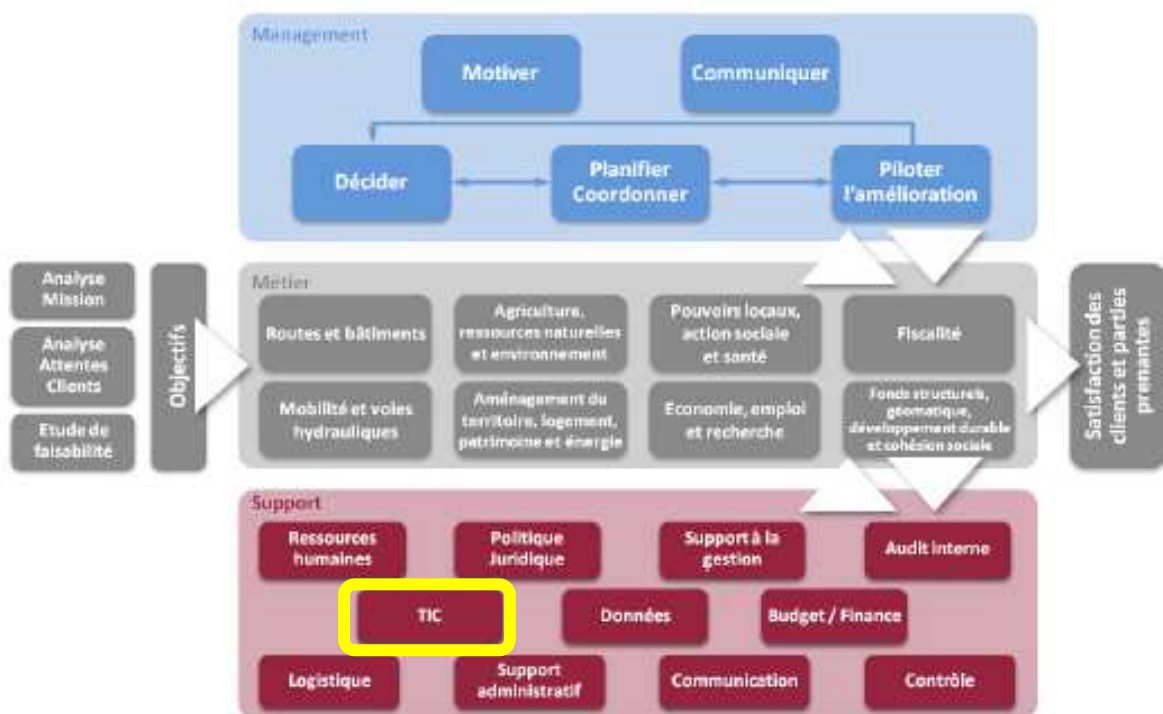 Management
Motiver
Communiquer
Décider
Planifier
Coordonner
Piloter
l'amélioration
Analyse
Mission
Analyse
Attentes
Clients
Etude de
faisabilité
Objectifs
Métier
Routes et bâtiments
Agriculture,
ressources naturelles
et environnement
Pouvoirs locaux,
action sociale
et santé
Fiscalité
Mobilité et voies
hydrauliques
Aménagement du
territoire, logement,
patrimoine et énergie
Economie, emploi
et recherche
Fonds structurels,
géomatique,
développement durable
et cohésion sociale
Satisfaction des
clients et parties
prenantes
Support
Ressources
humaines
Politique
Juridique
Support à la
gestion
Audit interne
TIC
Données
Budget / Finance
Logistique
Support
administratif
Communication
Contrôle